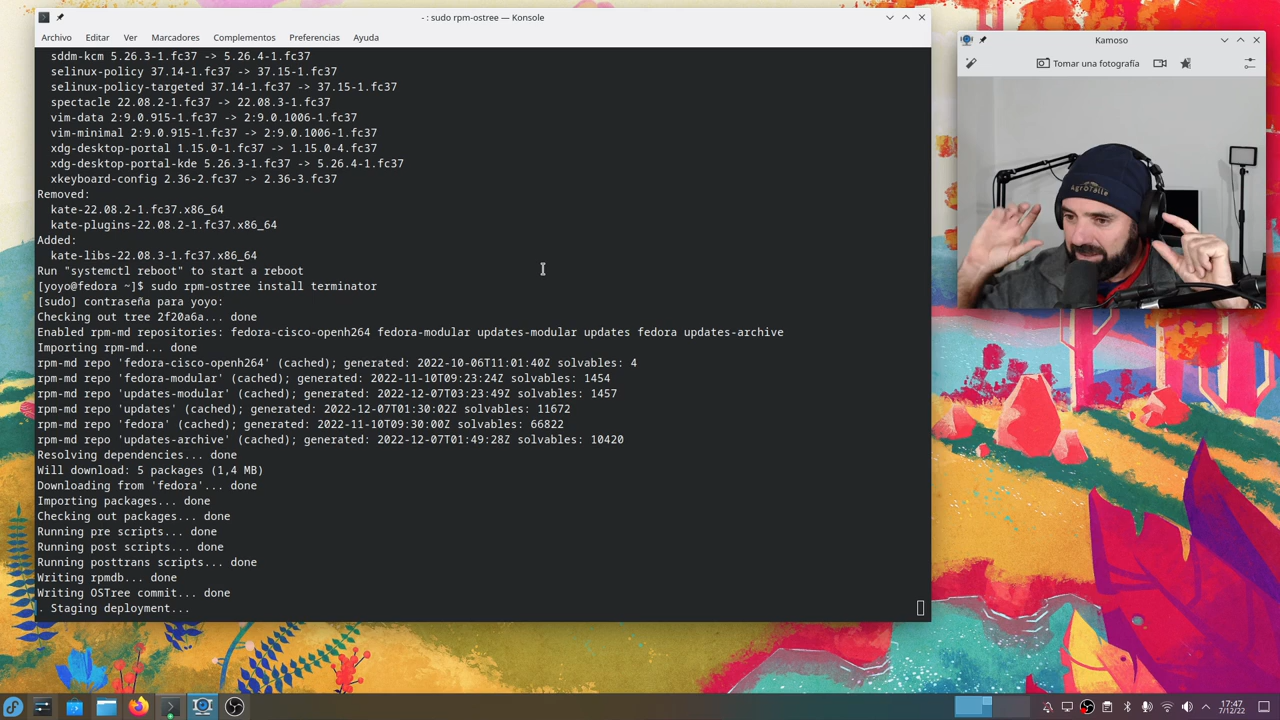 - : sudo rpm-ostree — Konsole
Archivo Editar Ver Marcadores Complementos Preferencias Ayuda
sddm-kcm 5.26.3-1.fc37 -> 5.26.4-1.fc37
selinux-policy 37.14-1.fc37 -> 37.15-1.fc37
selinux-policy-targeted 37.14-1.fc37 -> 37.15-1.fc37
spectacle 22.08.2-1.fc37 -> 22.08.3-1.fc37
vim-data 2:9.0.915-1.fc37 -> 2:9.0.1006-1.fc37
vim-minimal 2:9.0.915-1.fc37 -> 2:9.0.1006-1.fc37
xdg-desktop-portal 1.15.0-1.fc37 -> 1.15.0-4.fc37
xdg-desktop-portal-kde 5.26.3-1.fc37 -> 5.26.4-1.fc37
xkeyboard-config 2.36-2.fc37 -> 2.36-3.fc37
Removed:
kate-22.08.2-1.fc37.x86_64
kate-plugins-22.08.2-1.fc37.x86_64
Added:
kate-libs-22.08.3-1.fc37.x86_64
Run "systemctl reboot" to start a reboot
[yoyo@fedora ~]$ sudo rpm-ostree install terminator
[sudo] contraseña para yoyo:
Checking out tree 2f20a6a... done
Enabled rpm-md repositories: fedora-cisco-openh264 fedora-modular updates-modular updates fedora updates-archive
Importing rpm-md... done
rpm-md repo 'fedora-cisco-openh264' (cached); generated: 2022-10-06T11:01:40Z solvables: 4
rpm-md repo 'fedora-modular' (cached); generated: 2022-11-10T09:23:24Z solvables: 1454
rpm-md repo 'updates-modular' (cached); generated: 2022-12-07T03:23:49Z solvables: 1457
rpm-md repo 'updates' (cached); generated: 2022-12-07T01:30:02Z solvables: 11672
rpm-md repo 'fedora' (cached); generated: 2022-11-10T09:30:00Z solvables: 66822
rpm-md repo 'updates-archive' (cached); generated: 2022-12-07T01:49:28Z solvables: 10420
Resolving dependencies... done
Will download: 5 packages (1,4 MB)
Downloading from 'fedora'... done
Importing packages... done
Checking out packages... done
Running pre scripts... done
Running post scripts... done
Running posttrans scripts... done
Writing rpmdb... done
Writing OSTree commit... done
. Staging deployment...
Kamoso
Tomar una fotografía
AgroValle
17:47
7/12/22